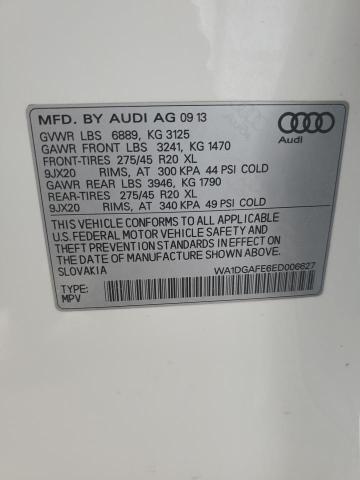 MFD. BY AUDI AG 09 13
GVWR LBS 6889, KG 3125
GAWR FRONT LBS 3241, KG 1470
FRONT-TIRES 275/45 R20 XL
9JX20 RIMS, AT 300 KPA 44 PSI COLD
GAWR REAR LBS 3946, KG 1790
REAR-TIRES 275/45 R20 XL
9JX20 RIMS, AT 340 KPA 49 PSI COLD
Audi
THIS VEHICLE CONFORMS TO ALL APPLICABLE
U.S. FEDERAL MOTOR VEHICLE SAFETY AND
THEFT PREVENTION STANDARDS IN EFFECT ON
THE DATE OF MANUFACTURE SHOWN ABOVE.
SLOVAKIA WA1DGAFE6ED006627
TYPE:
MPV